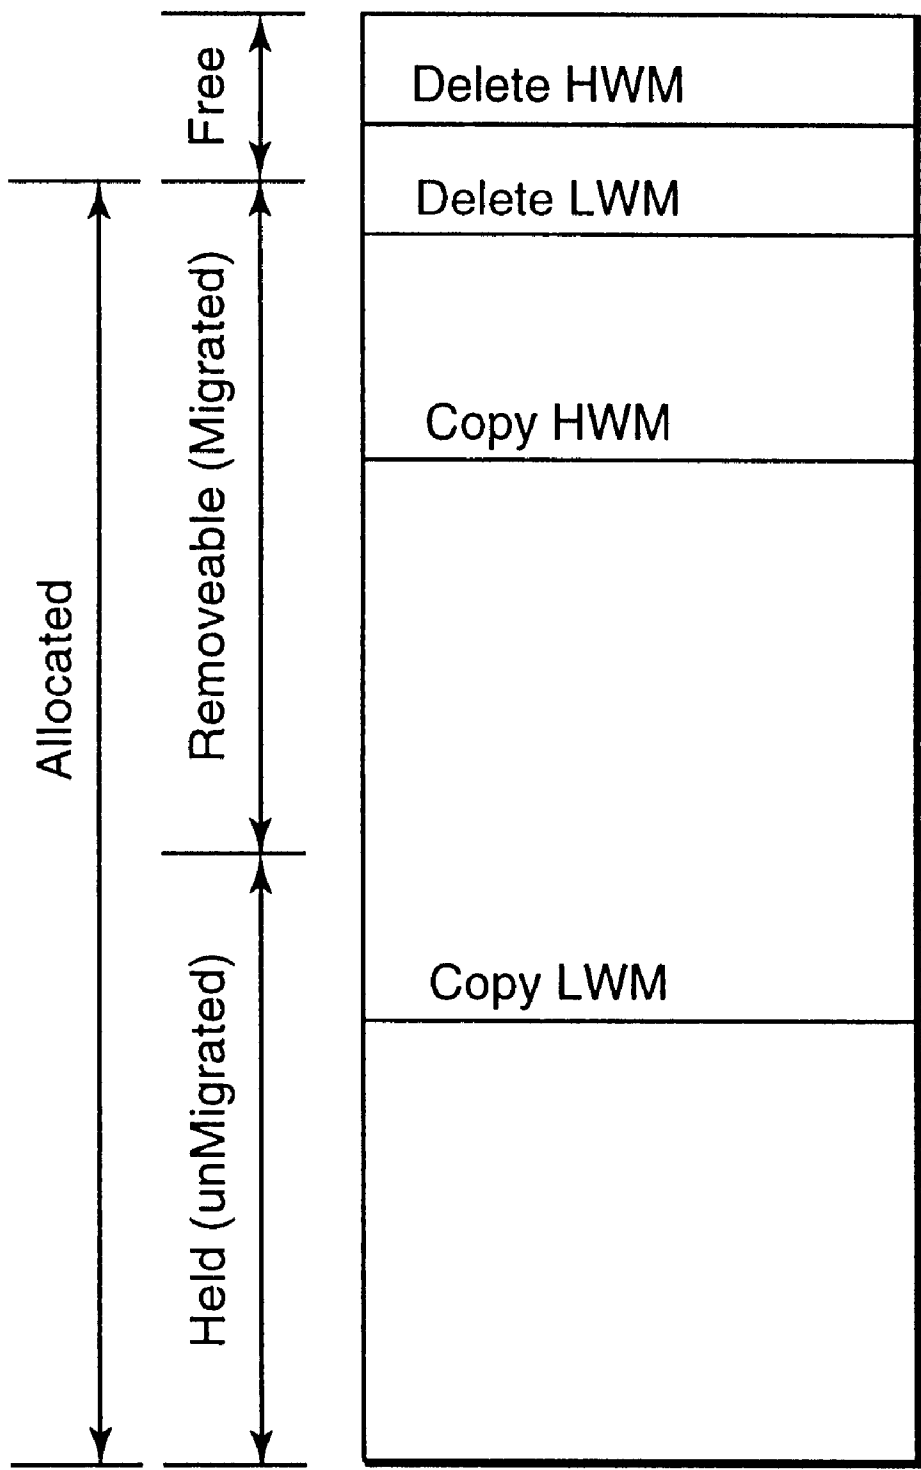 Free
Delete HWM
Delete LWM
Removeable (Migrated)
Copy HWM
Allocated
Copy LWM
Held (unMigrated)